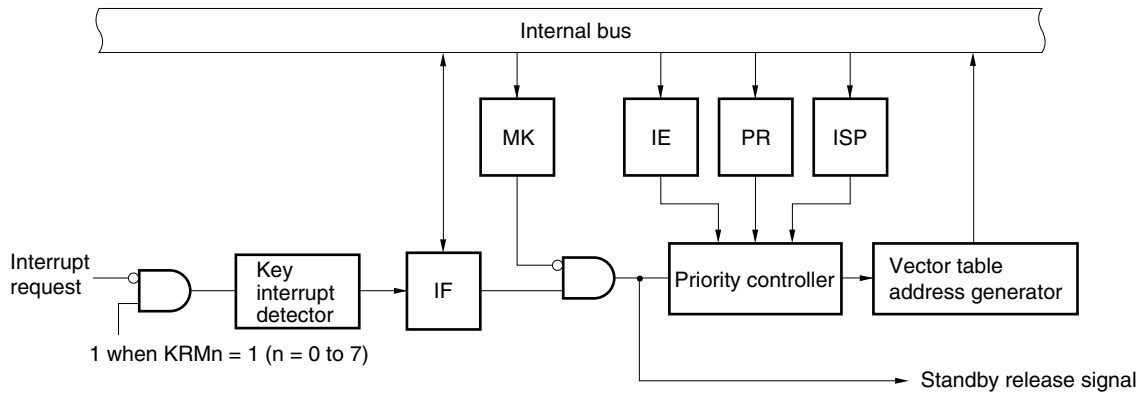 Internal bus
MK
IE
PR
ISP
Interrupt
request
Key
interrupt
detector
IF
Priority controller
Vector table
address generator
1 when KRMn = 1 (n = 0 to 7)
Standby release signal